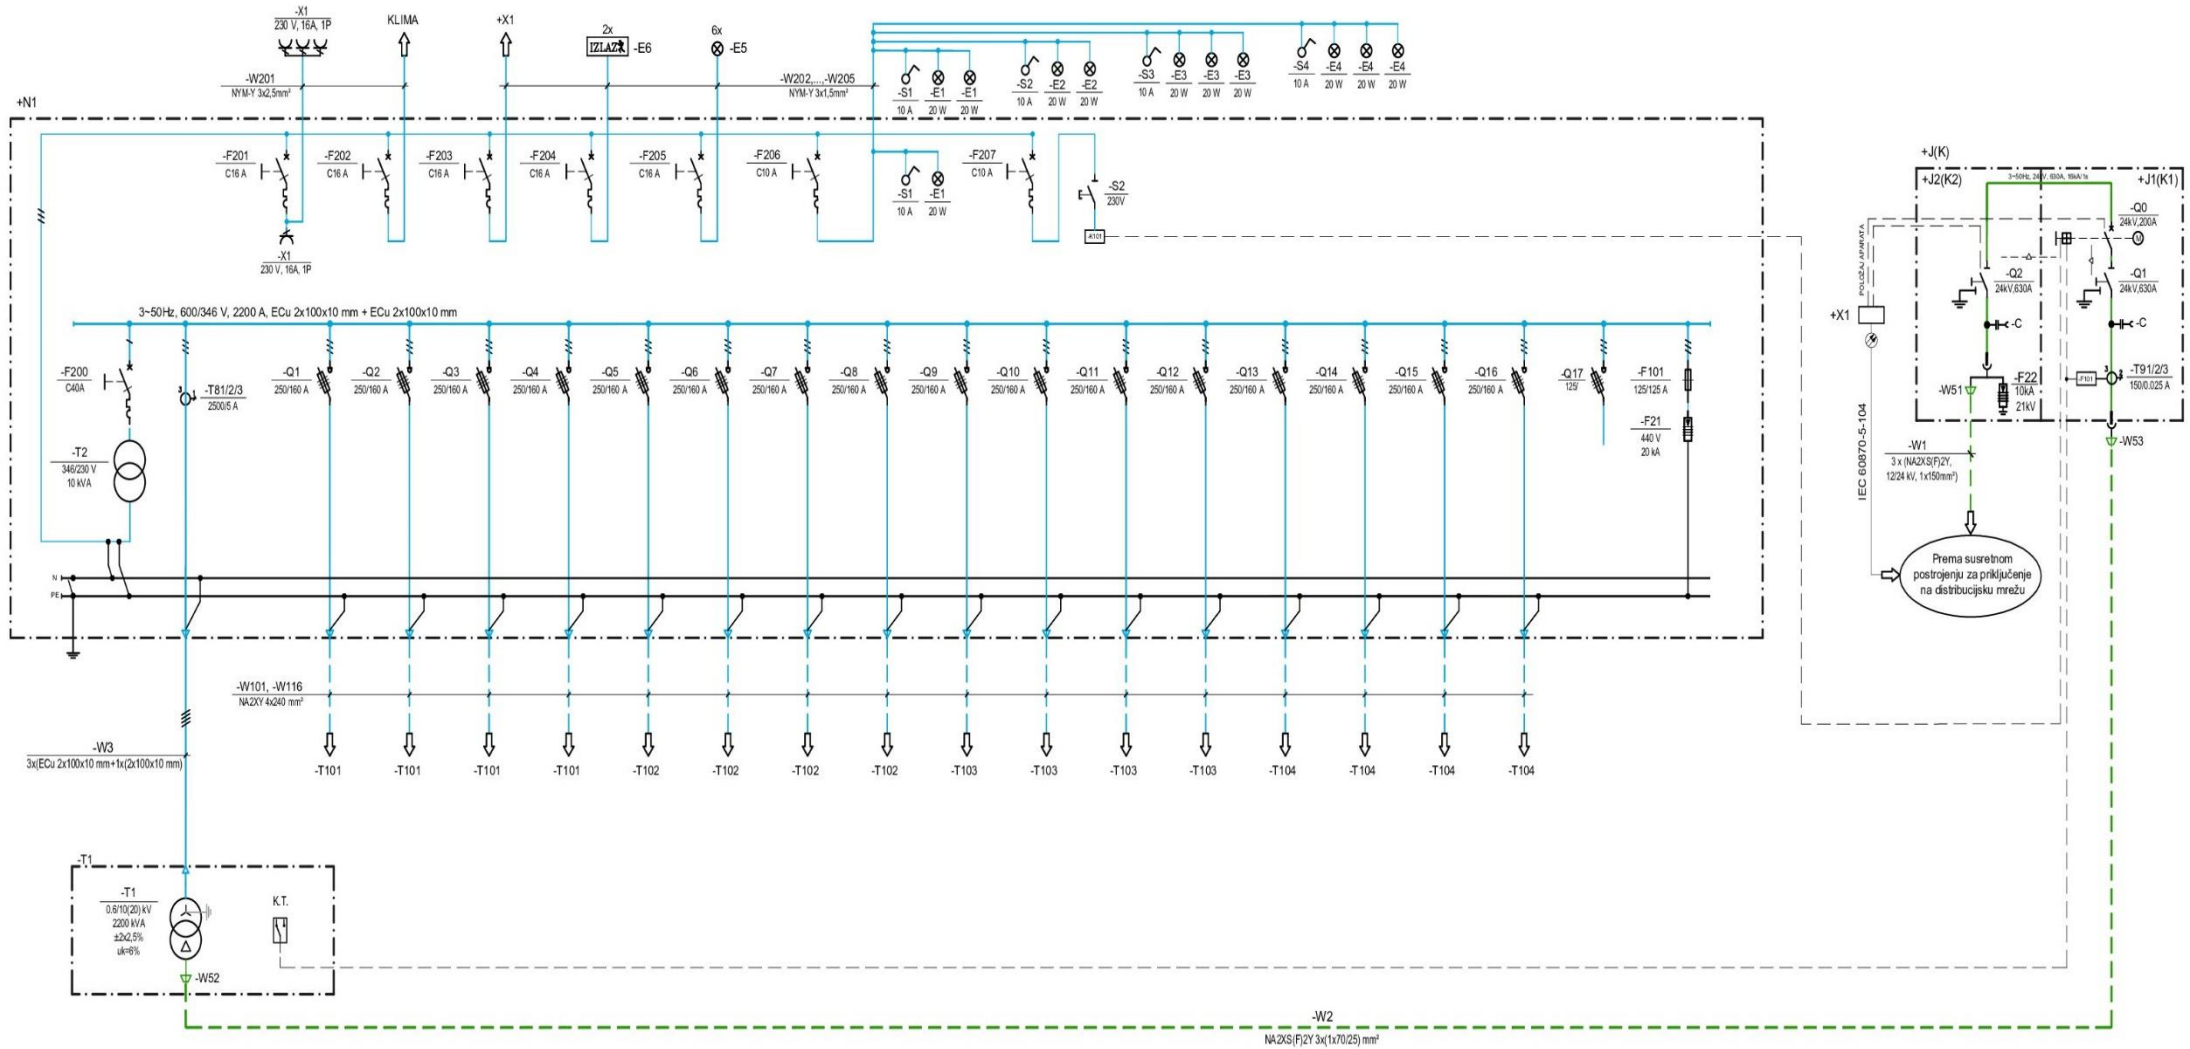 -X1
230 V, 16A, 1P
KLIMA
+X1
2x
IZLAZ
-E6
6x
-E5
-W201
NYM-Y 3x2,5mm²
-W202,...,-W205
NYM-Y 3x1,5mm²
-S1
10 A
-E1
20 W
-E1
20 W
-S2
10 A
-E2
20 W
-E2
20 W
-S3
10 A
-E3
20 W
-E3
20 W
-E3
20 W
-S4
10 A
-E4
20 W
-E4
20 W
-E4
20 W
+N1
-F201
C16 A
-F202
C16 A
-F203
C16 A
-F204
C16 A
-F205
C16 A
-F206
C10 A
-S1
10 A
-E1
20 W
-F207
C10 A
-S2
230V
-K101
-X1
230 V, 16A, 1P
3~50Hz, 600/346 V, 2200 A, ECu 2x100x10 mm + ECu 2x100x10 mm
-F200
C40A
-T81/2/3
2500/5 A
3
-Q1
250/160 A
-Q2
250/160 A
-Q3
250/160 A
-Q4
250/160 A
-Q5
250/160 A
-Q6
250/160 A
-Q7
250/160 A
-Q8
250/160 A
-Q9
250/160 A
-Q10
250/160 A
-Q11
250/160 A
-Q12
250/160 A
-Q13
250/160 A
-Q14
250/160 A
-Q15
250/160 A
-Q16
250/160 A
-Q17
125/
-F101
125/125 A
-F21
440 V
20 kA
-T2
346/230 V
10 kVA
N
PE
-W101, -W116
NA2XY 4x240 mm²
-T101
-T101
-T101
-T101
-T102
-T102
-T102
-T102
-T103
-T103
-T103
-T103
-T104
-T104
-T104
-T104
-W3
3x(ECu 2x100x10 mm+1x(2x100x10 mm)
-T1
-T1
0.6/10(20) kV
2200 kVA
±2x2,5%
uk=6%
K.T.
-W52
-W2
NA2XS(F)2Y 3x(1x70/25) mm²
+J(K)
+J2(K2)
+J1(K1)
3~50Hz, 24kV, 630A, 16kA/1s
-Q0
24kV,200A
M
POLOŽAJ APARATA
-Q2
24kV,630A
-Q1
24kV,630A
+X1
-C
-C
-F101
3
-T91/2/3
150/0.025 A
-W51
-F22
10kA
21kV
-W53
-W1
3 x (NA2XS(F)2Y,
12/24 kV, 1x150mm²)
IEC 60870-5-104
Prema susretnom
postrojenju za priključenje
na distribucijsku mrežu